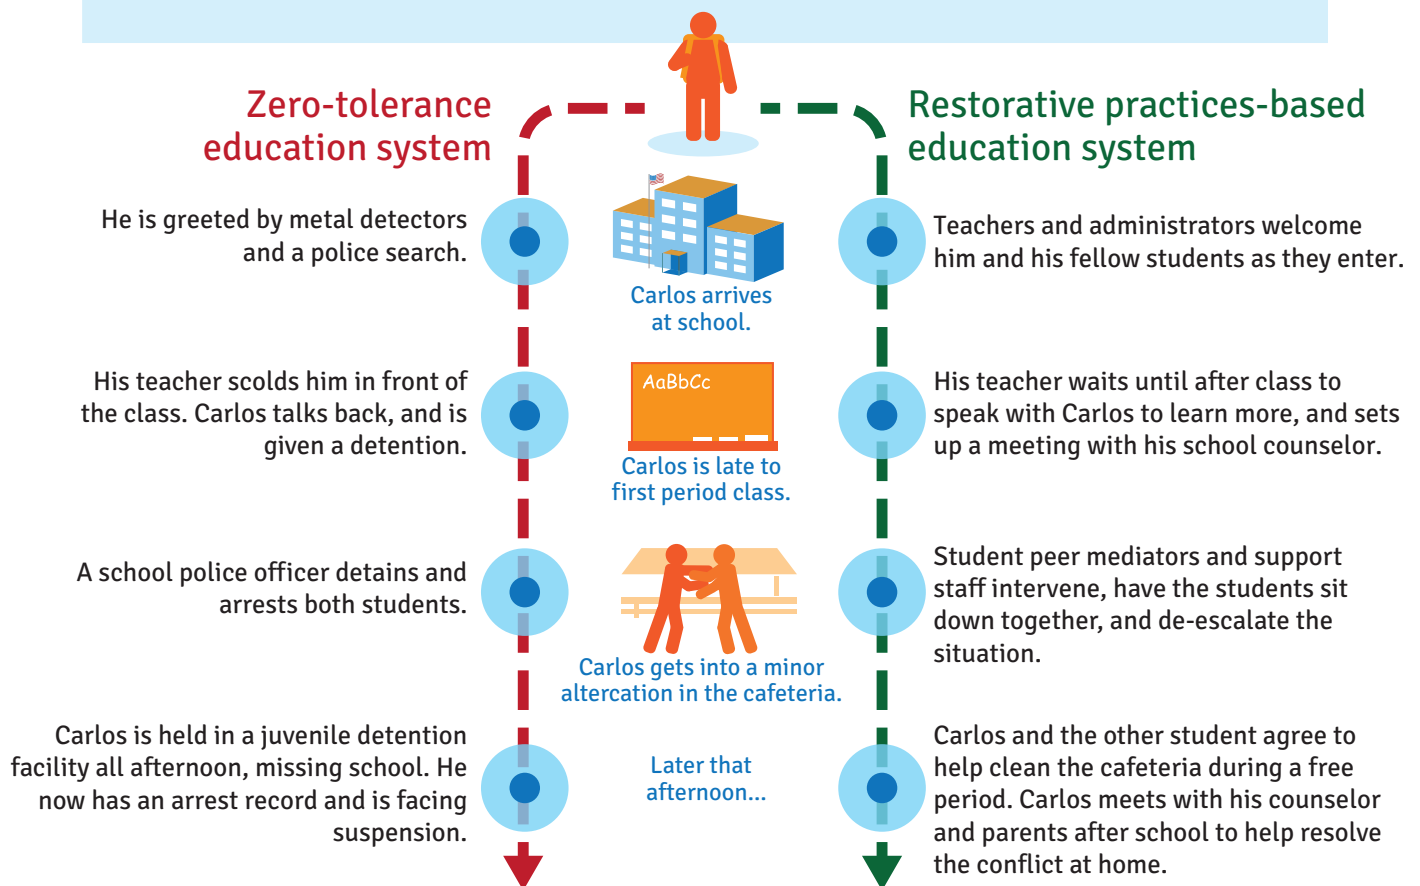 Zero-tolerance
education system
Restorative practices-based
education system
He is greeted by metal detectors
and a police search.
Carlos arrives
at school.
Teachers and administrators welcome
him and his fellow students as they enter.
His teacher scolds him in front of
the class. Carlos talks back, and is
given a detention.
AaBbCc
Carlos is late to
first period class.
His teacher waits until after class to
speak with Carlos to learn more, and sets
up a meeting with his school counselor.
A school police officer detains and
arrests both students.
Carlos gets into a minor
altercation in the cafeteria.
Student peer mediators and support
staff intervene, have the students sit
down together, and de-escalate the
situation.
Carlos is held in a juvenile detention
facility all afternoon, missing school. He
now has an arrest record and is facing
suspension.
Later that
afternoon...
Carlos and the other student agree to
help clean the cafeteria during a free
period. Carlos meets with his counselor
and parents after school to help resolve
the conflict at home.